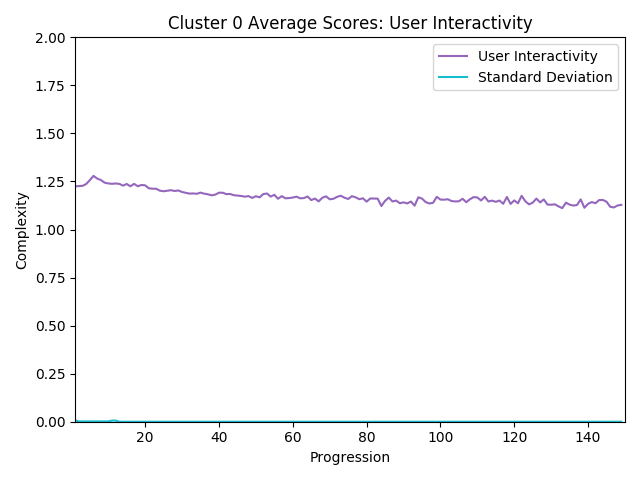 Cluster 0 Average Scores: User Interactivity
2.00
1.75
1.50
1.25
1.00
0.75
0.50
0.25
0.00
Complexity
User Interactivity
Standard Deviation
20 40 60 80 100 120 140
Progression